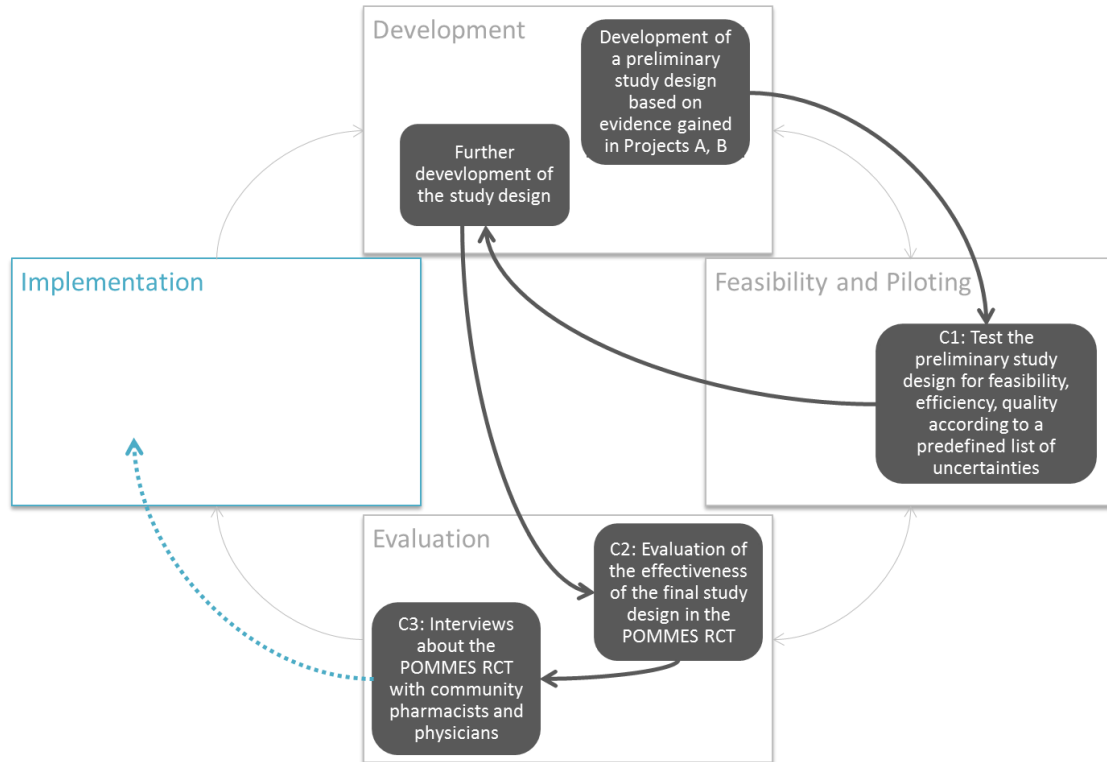 Development
Development of
a preliminary
study design
based on
evidence gained
in Projects A, B
Further
devevlopment of
the study design
Implementation
Feasibility and Piloting
C1: Test the
preliminary study
design for feasibility,
efficiency, quality
according to a
predefined list of
uncertainties
Evaluation
C2: Evaluation of
the effectiveness
of the final study
design in the
POMMES RCT
C3: Interviews
about the
POMMES RCT
with community
pharmacists and
physicians